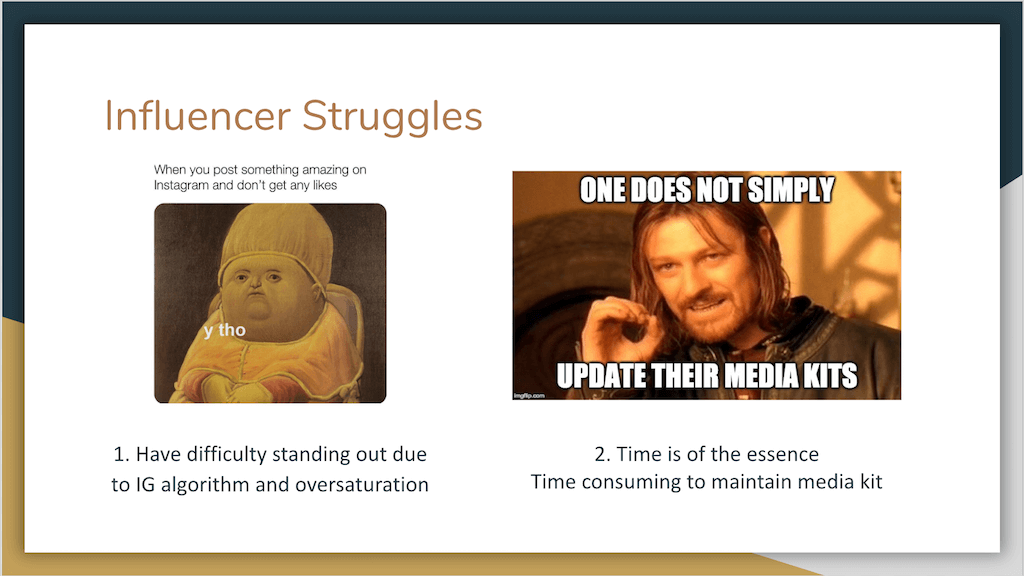 Influencer Struggles
When you post something amazing on
Instagram and don't get any likes
y tho
ONE DOES NOT SIMPLY
UPDATE THEIR MEDIA KITS
imgflip.com
1. Have difficulty standing out due
to IG algorithm and oversaturation
2. Time is of the essence
Time consuming to maintain media kit